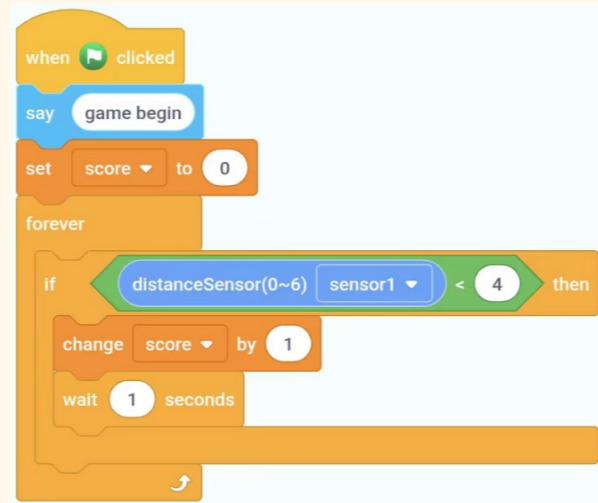 when clicked
say game begin
set score to 0
forever
if distanceSensor(0~6) sensor1 < 4 then
change score by 1
wait 1 seconds